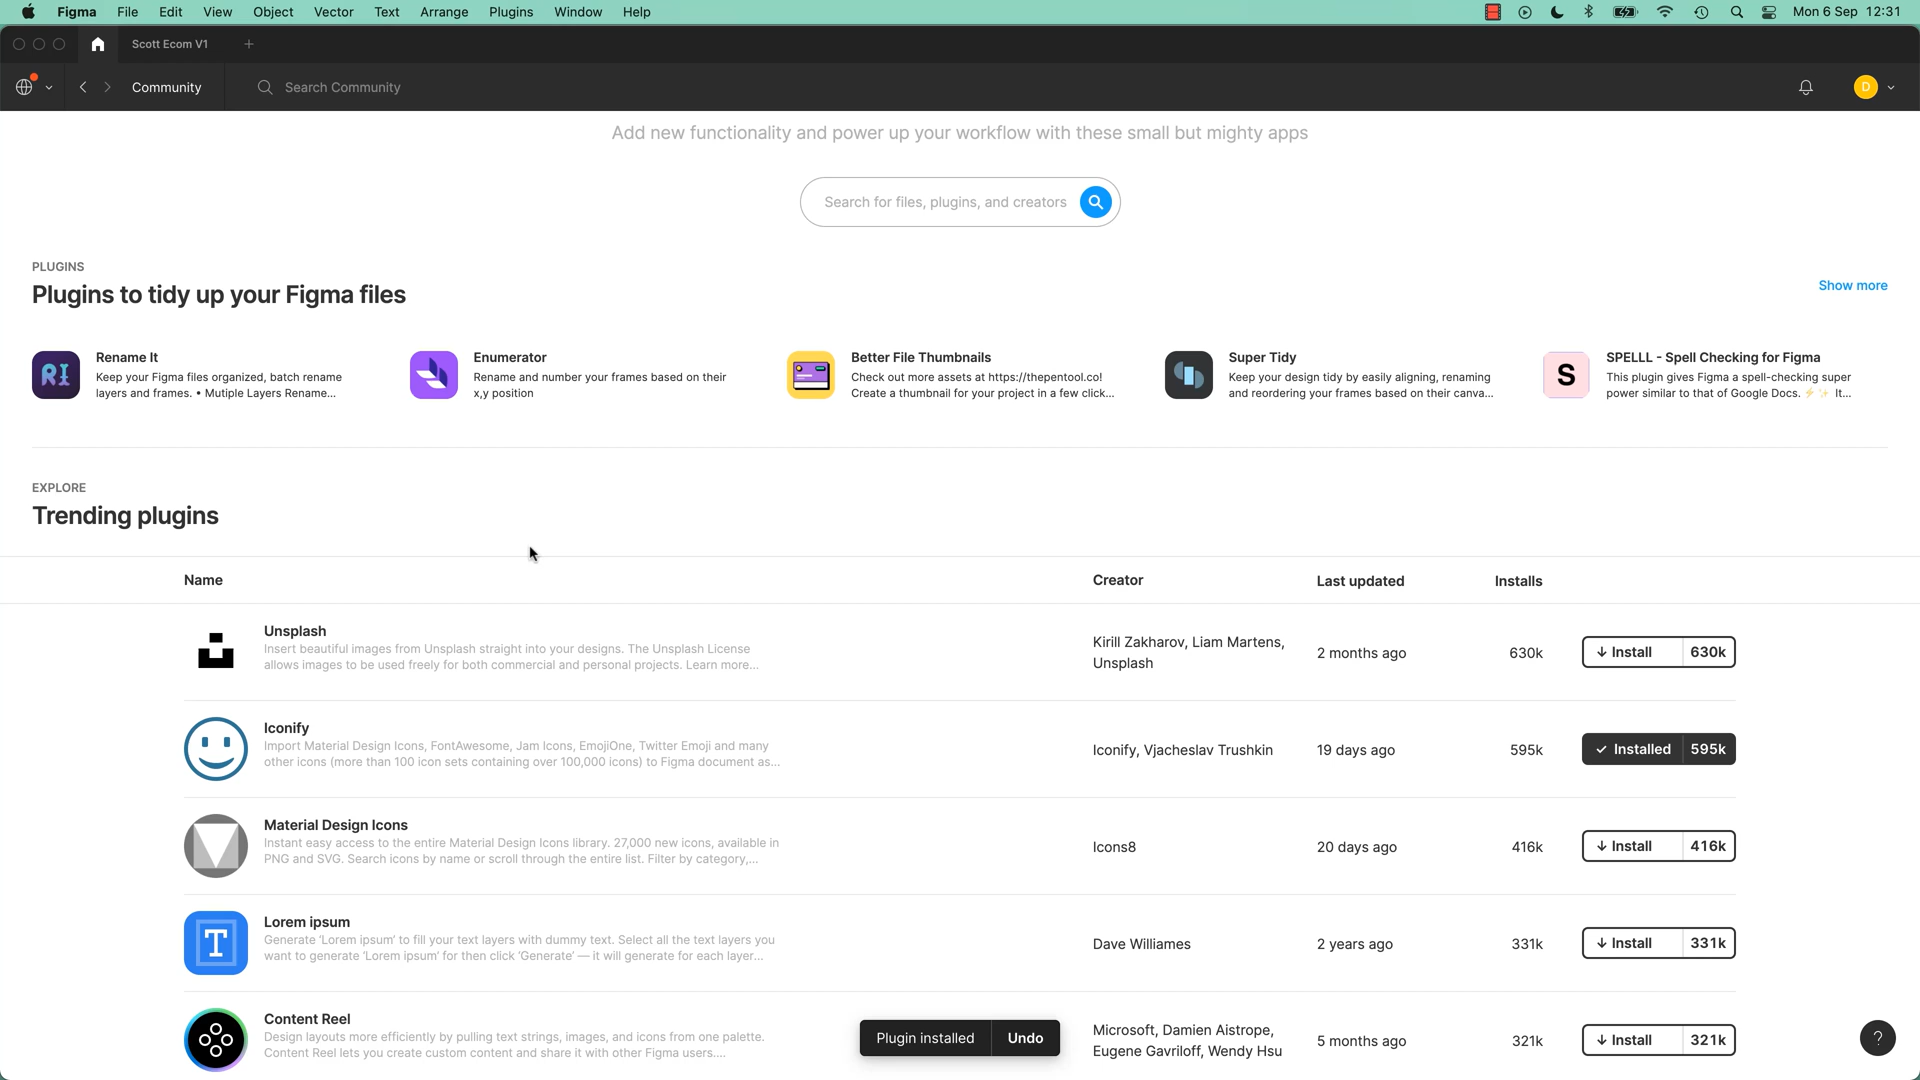 Figma File Edit View Object Vector Text Arrange Plugins Window Help Mon 6 Sep 12:31
Scott Ecom V1 +
Community Search Community D
Add new functionality and power up your workflow with these small but mighty apps
Search for files, plugins, and creators
PLUGINS
Plugins to tidy up your Figma files
Show more
RI
Rename It
Keep your Figma files organized, batch rename
layers and frames. • Mutiple Layers Rename...
Enumerator
Rename and number your frames based on their
x,y position
Better File Thumbnails
Check out more assets at https://thepentool.co!
Create a thumbnail for your project in a few click...
Super Tidy
Keep your design tidy by easily aligning, renaming
and reordering your frames based on their canva...
S
SPELLL - Spell Checking for Figma
This plugin gives Figma a spell-checking super
power similar to that of Google Docs. ⚡✨ It...
EXPLORE
Trending plugins
Name Creator Last updated Installs
Unsplash
Insert beautiful images from Unsplash straight into your designs. The Unsplash License
allows images to be used freely for both commercial and personal projects. Learn more...
Kirill Zakharov, Liam Martens,
Unsplash
2 months ago
630k
↓ Install 630k
Iconify
Import Material Design Icons, FontAwesome, Jam Icons, EmojiOne, Twitter Emoji and many
other icons (more than 100 icon sets containing over 100,000 icons) to Figma document as...
Iconify, Vjacheslav Trushkin
19 days ago
595k
✓ Installed 595k
Material Design Icons
Instant easy access to the entire Material Design Icons library. 27,000 new icons, available in
PNG and SVG. Search icons by name or scroll through the entire list. Filter by category,...
Icons8
20 days ago
416k
↓ Install 416k
T
Lorem ipsum
Generate 'Lorem ipsum' to fill your text layers with dummy text. Select all the text layers you
want to generate 'Lorem ipsum' for then click 'Generate' — it will generate for each layer...
Dave Williames
2 years ago
331k
↓ Install 331k
Content Reel
Design layouts more efficiently by pulling text strings, images, and icons from one palette.
Content Reel lets you create custom content and share it with other Figma users....
Microsoft, Damien Aistrope,
Eugene Gavriloff, Wendy Hsu
5 months ago
321k
↓ Install 321k
Plugin installed Undo
?